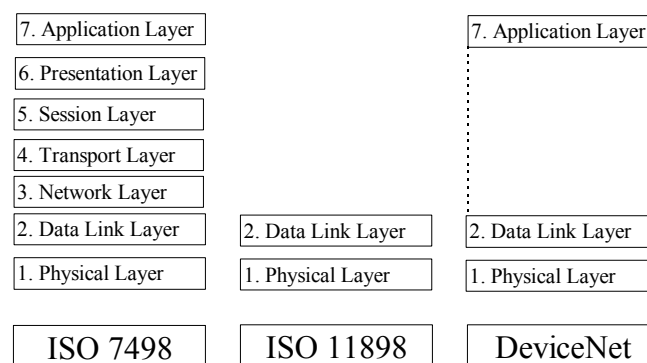 7. Application Layer
6. Presentation Layer
5. Session Layer
4. Transport Layer
3. Network Layer
2. Data Link Layer
1. Physical Layer
ISO 7498
2. Data Link Layer
1. Physical Layer
ISO 11898
7. Application Layer
2. Data Link Layer
1. Physical Layer
DeviceNet